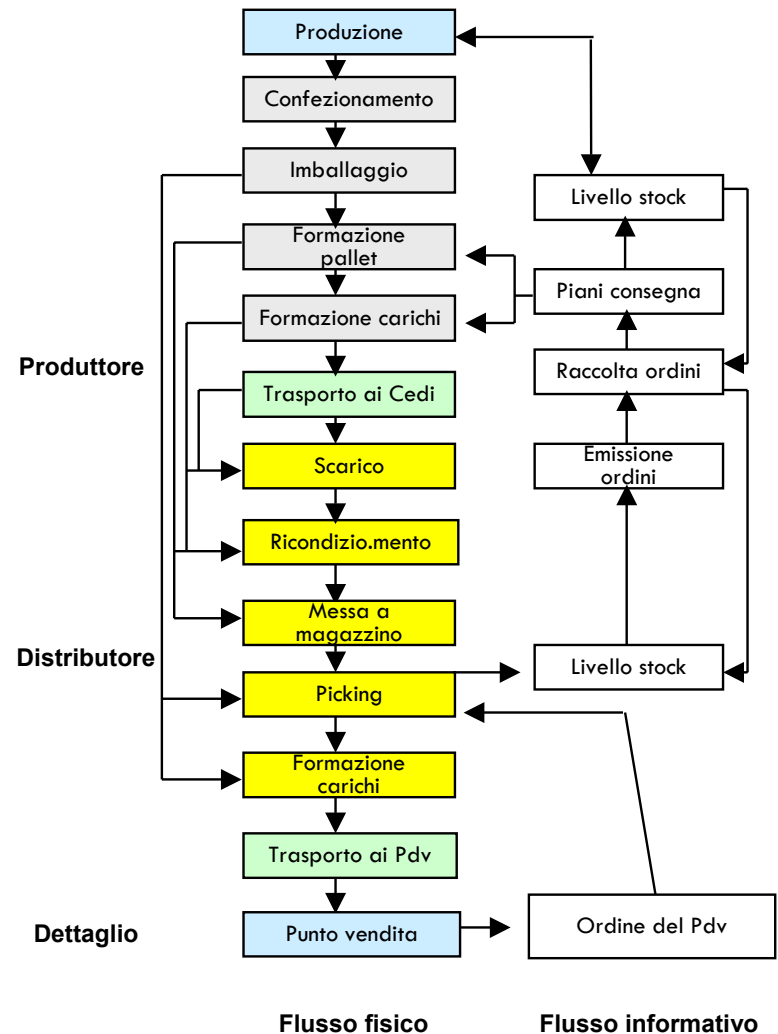 Produzione
Confezionamento
Imballaggio
Livello stock
Formazione
pallet
Piani consegna
Formazione carichi
Produttore
Raccolta ordini
Trasporto ai Cedi
Scarico
Emissione
ordini
Ricondizio.mento
Messa a
magazzino
Distributore
Livello stock
Picking
Formazione
carichi
Trasporto ai Pdv
Dettaglio
Punto vendita
Ordine del Pdv
Flusso fisico
Flusso informativo